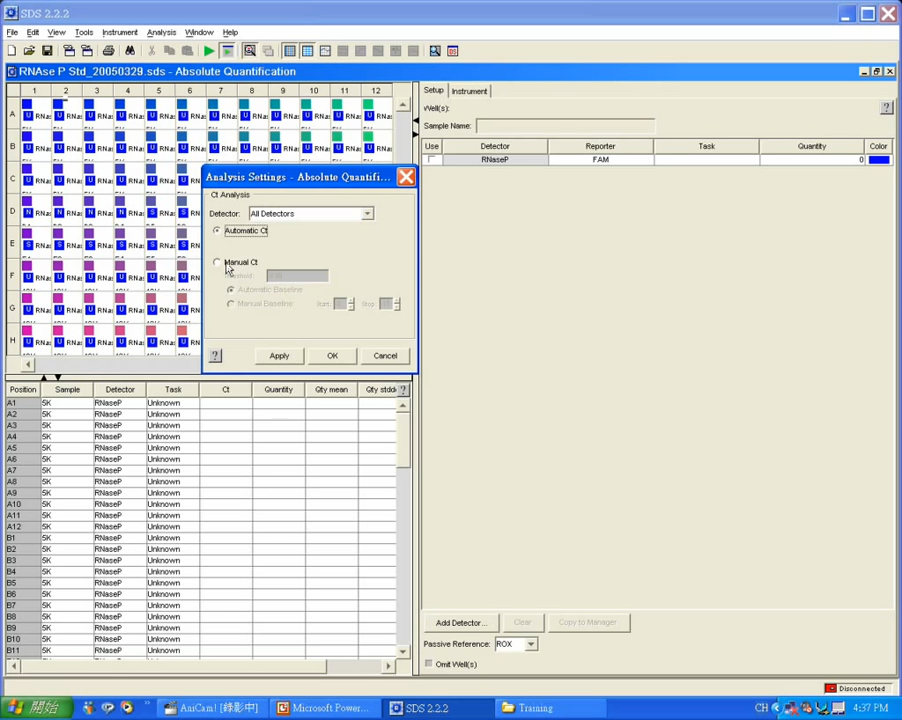 SDS 2.2.2
File Edit View Tools Instrument Analysis Window Help
RNAse P Std_20050329.sds - Absolute Quantification
1 2 3 4 5 6 7 8 9 10 11 12
A
B
C
D
E
F
G
H
Analysis Settings - Absolute Quantifi...
Ct Analysis
Detector: All Detectors
Automatic Ct
Manual Ct
Automatic Baseline
Manual Baseline Start: Stop:
? Apply OK Cancel
Position Sample Detector Task Ct Quantity Qty mean Qty stdd
A1 5K RNaseP Unknown
A2 5K RNaseP Unknown
A3 5K RNaseP Unknown
A4 5K RNaseP Unknown
A5 5K RNaseP Unknown
A6 5K RNaseP Unknown
A7 5K RNaseP Unknown
A8 5K RNaseP Unknown
A9 5K RNaseP Unknown
A10 5K RNaseP Unknown
A11 5K RNaseP Unknown
A12 5K RNaseP Unknown
B1 5K RNaseP Unknown
B2 5K RNaseP Unknown
B3 5K RNaseP Unknown
B4 5K RNaseP Unknown
B5 5K RNaseP Unknown
B6 5K RNaseP Unknown
B7 5K RNaseP Unknown
B8 5K RNaseP Unknown
B9 5K RNaseP Unknown
B10 5K RNaseP Unknown
B11 5K RNaseP Unknown
Setup Instrument
Well(s):
Sample Name:
Use Detector Reporter Task Quantity Color
RNaseP FAM 0
Add Detector... Clear Copy to Manager
Passive Reference: ROX
Omit Well(s)
Disconnected
開始 AniCam! [錄影中] Microsoft Power... SDS 2.2.2 Training CH 4:37 PM